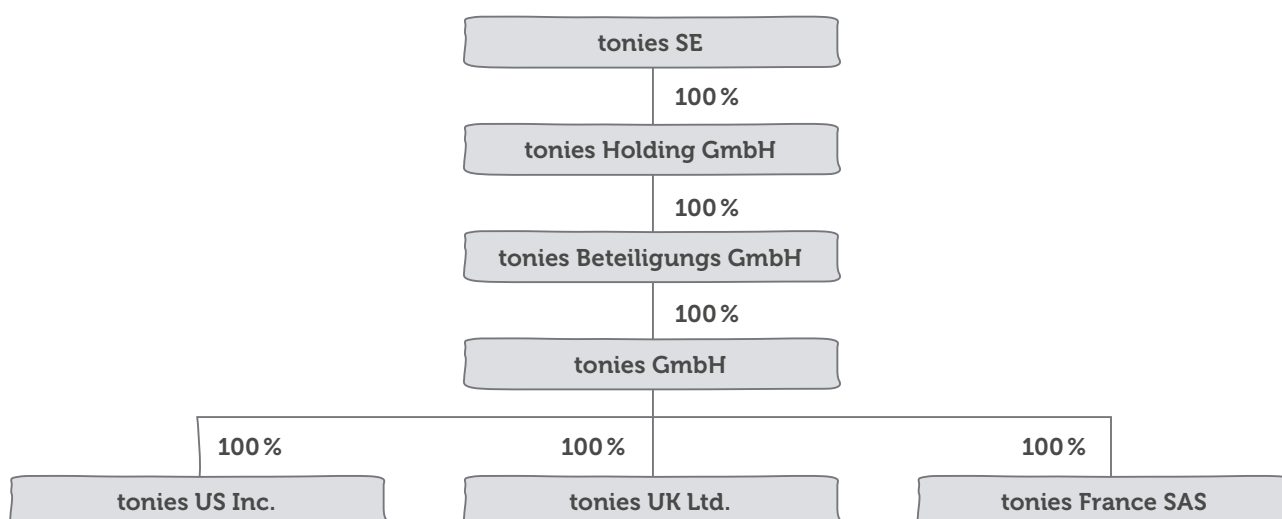 tonies SE
100 %
tonies Holding GmbH
100 %
tonies Beteiligungs GmbH
100 %
tonies GmbH
100 % 100 % 100 %
tonies US Inc. tonies UK Ltd. tonies France SAS